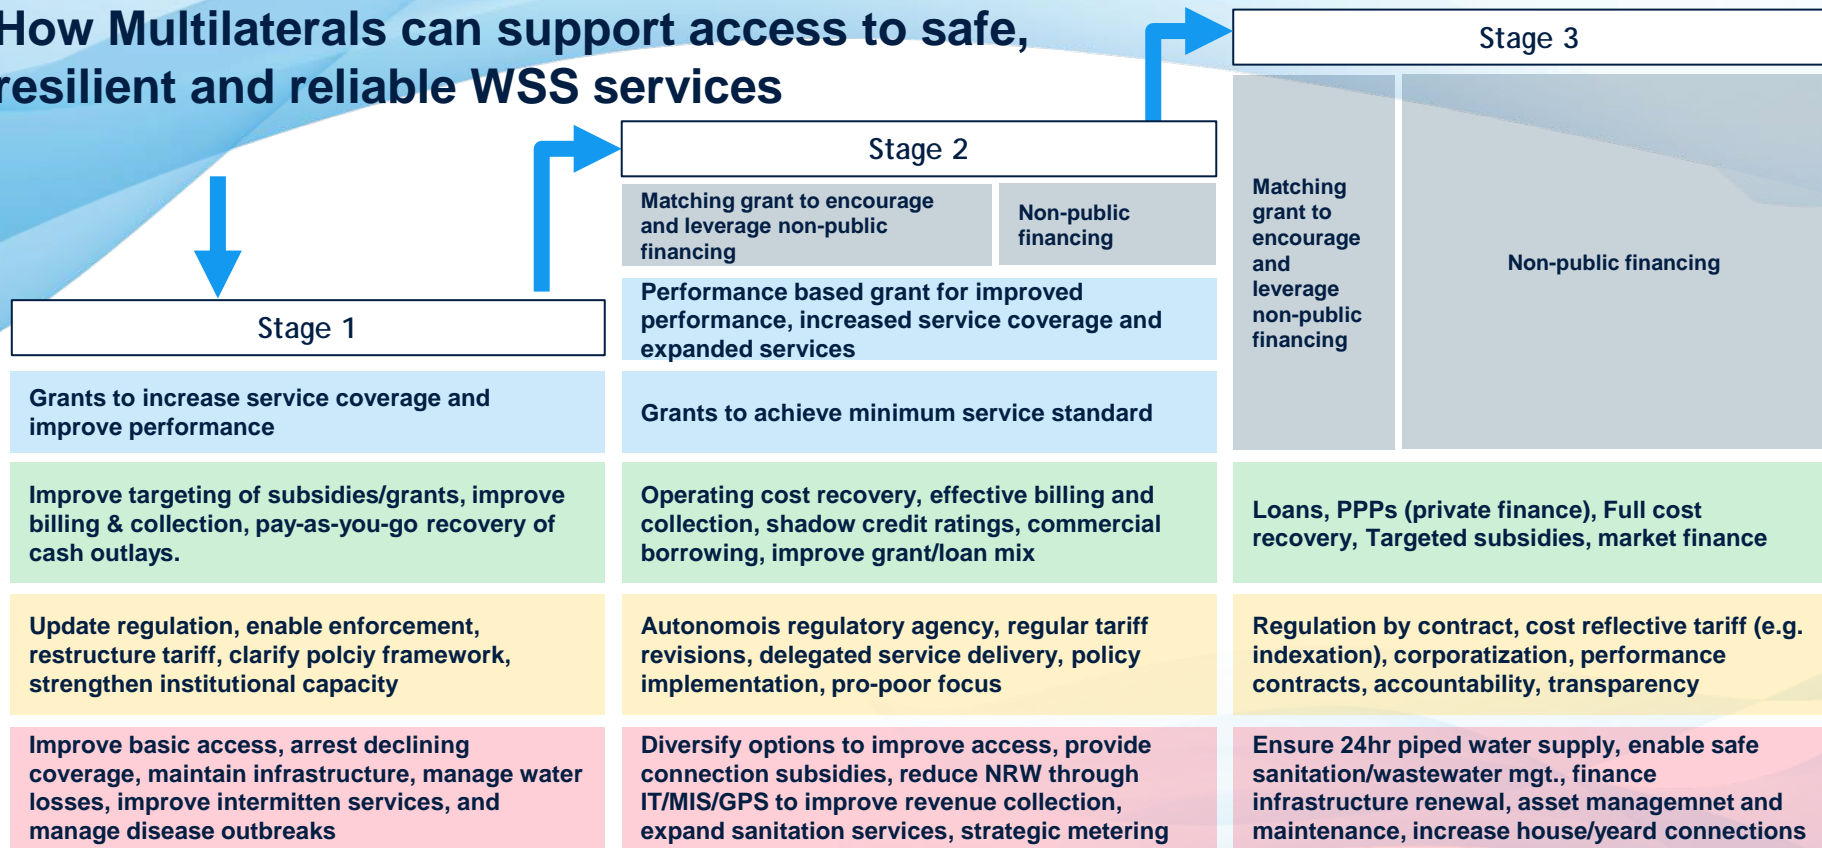 How Multilaterals can support access to safe,
resilient and reliable WSS services
Stage 1
Grants to increase service coverage and
improve performance
Improve targeting of subsidies/grants, improve
billing & collection, pay-as-you-go recovery of
cash outlays.
Update regulation, enable enforcement,
restructure tariff, clarify polciy framework,
strengthen institutional capacity
Improve basic access, arrest declining
coverage, maintain infrastructure, manage water
losses, improve intermitten services, and
manage disease outbreaks
Stage 2
Matching grant to encourage
and leverage non-public
financing
Non-public
financing
Performance based grant for improved
performance, increased service coverage and
expanded services
Grants to achieve minimum service standard
Operating cost recovery, effective billing and
collection, shadow credit ratings, commercial
borrowing, improve grant/loan mix
Autonomois regulatory agency, regular tariff
revisions, delegated service delivery, policy
implementation, pro-poor focus
Diversify options to improve access, provide
connection subsidies, reduce NRW through
IT/MIS/GPS to improve revenue collection,
expand sanitation services, strategic metering
Stage 3
Matching
grant to
encourage
and
leverage
non-public
financing
Non-public financing
Loans, PPPs (private finance), Full cost
recovery, Targeted subsidies, market finance
Regulation by contract, cost reflective tariff (e.g.
indexation), corporatization, performance
contracts, accountability, transparency
Ensure 24hr piped water supply, enable safe
sanitation/wastewater mgt., finance
infrastructure renewal, asset managemnet and
maintenance, increase house/yeard connections